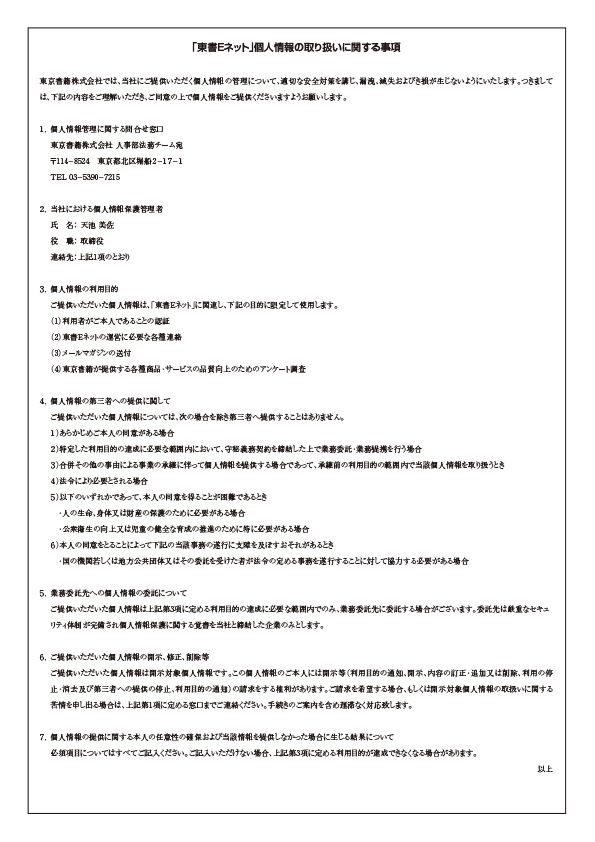 「東書Eネット」個人情報の取り扱いに関する事項
東京書籍株式会社では、当社にご提供いただく個人情報の管理について、適切な安全対策を講じ、漏洩、滅失およびき損が生じないようにいたします。つきまして
は、下記の内容をご理解いただき、ご同意の上で個人情報をご提供くださいますようお願いします。
1. 個人情報管理に関する問合せ窓口
東京書籍株式会社 人事部法務チーム宛
〒114-8524 東京都北区堀船2-17-1
TEL 03-5390-7215
2. 当社における個人情報保護管理者
氏 名: 天池 美佐
役 職: 取締役
連絡先:上記1項のとおり
3. 個人情報の利用目的
ご提供いただいた個人情報は、「東書Eネット」に関連し、下記の目的に限定して使用します。
(1)利用者がご本人であることの認証
(2)東書Eネットの運営に必要な各種連絡
(3)メールマガジンの送付
(4)東京書籍が提供する各種商品・サービスの品質向上のためのアンケート調査
4. 個人情報の第三者への提供に関して
ご提供いただいた個人情報については、次の場合を除き第三者へ提供することはありません。
1)あらかじめご本人の同意がある場合
2)特定した利用目的の達成に必要な範囲内において、守秘義務契約を締結した上で業務委託・業務提携を行う場合
3)合併その他の事由による事業の承継に伴って個人情報を提供する場合であって、承継前の利用目的の範囲内で当該個人情報を取り扱うとき
4)法令により必要とされる場合
5)以下のいずれかであって、本人の同意を得ることが困難であるとき
・人の生命、身体又は財産の保護のために必要がある場合
・公衆衛生の向上又は児童の健全な育成の推進のために特に必要がある場合
6)本人の同意をとることによって下記の当該事務の遂行に支障を及ぼすおそれがあるとき
・国の機関若しくは地方公共団体又はその委託を受けた者が法令の定める事務を遂行することに対して協力する必要がある場合
5. 業務委託先への個人情報の委託について
ご提供いただいた個人情報は上記第3項に定める利用目的の達成に必要な範囲内でのみ、業務委託先に委託する場合がございます。委託先は厳重なセキュ
リティ体制が完備され個人情報保護に関する覚書を当社と締結した企業のみとします。
6. ご提供いただいた個人情報の開示、修正、削除等
ご提供いただいた個人情報は開示対象個人情報です。この個人情報のご本人には開示等(利用目的の通知、開示、内容の訂正・追加又は削除、利用の停
止・消去及び第三者への提供の停止、利用目的の通知)の請求をする権利があります。ご請求を希望する場合、もしくは開示対象個人情報の取扱いに関する
苦情を申し出る場合は、上記第1項に定める窓口までご連絡ください。手続きのご案内を含め遅滞なく対応致します。
7. 個人情報の提供に関する本人の任意性の確保および当該情報を提供しなかった場合に生じる結果について
必須項目についてはすべてご記入ください。ご記入いただけない場合、上記第3項に定める利用目的が達成できなくなる場合があります。
以上